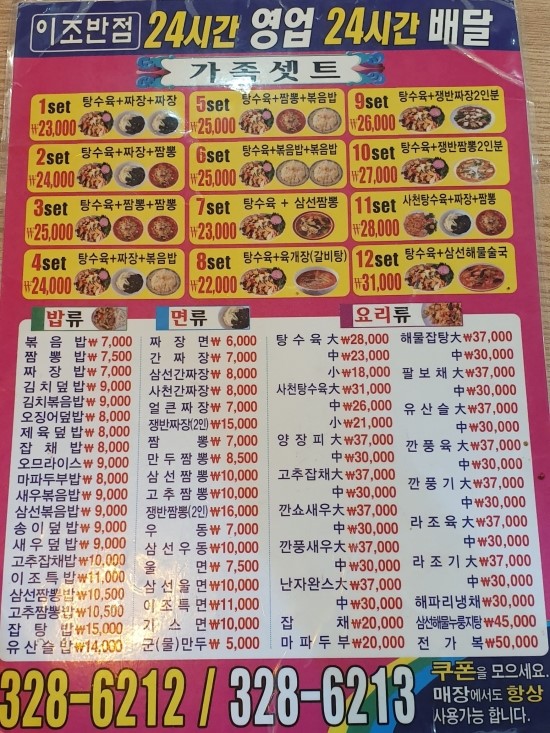 이조반점 24시간 영업 24시간 배달
가족셋트
1set 탕수육+짜장+짜장
₩23,000
2set 탕수육+짜장+짬뽕
₩24,000
3set 탕수육+짬뽕+짬뽕
₩25,000
4set 탕수육+짜장+볶음밥
₩24,000
5set 탕수육+짬뽕+볶음밥
₩25,000
6set 탕수육+볶음밥+볶음밥
₩25,000
7set 탕수육 + 삼선짬뽕
₩23,000
8set 탕수육+육개장(갈비탕)
₩22,000
9set 탕수육+쟁반짜장2인분
₩26,000
10set 탕수육+쟁반짬뽕2인분
₩27,000
11set 사천탕수육+짜장+짬뽕
₩28,000
12set 탕수육+삼선해물술국
₩31,000
밥류
볶음밥 ₩7,000
짬뽕밥 ₩7,500
짜장밥 ₩7,000
김치덮밥 ₩9,000
김치볶음밥 ₩9,000
오징어덮밥 ₩8,000
제육덮밥 ₩8,000
잡채밥 ₩8,000
오므라이스 ₩9,000
마파두부밥 ₩8,000
새우볶음밥 ₩9,000
삼선볶음밥 ₩9,000
송이덮밥 ₩9,000
새우덮밥 ₩9,000
고추잡채밥 ₩10,000
이조특밥 ₩11,000
삼선짬뽕밥 ₩10,500
고추짬뽕밥 ₩10,500
잡탕밥 ₩15,000
유산슬밥 ₩14,000
면류
짜장면 ₩6,000
간짜장 ₩7,000
삼선간짜장 ₩8,000
사천간짜장 ₩8,000
얼큰짜장 ₩7,000
쟁반짜장(2인) ₩15,000
짬뽕 ₩7,000
만두짬뽕 ₩8,500
삼선짬뽕 ₩10,000
고추짬뽕 ₩10,000
쟁반짬뽕(2인) ₩16,000
우동 ₩7,000
삼선우동 ₩10,000
울면 ₩7,500
삼선울면 ₩10,000
이조특면 ₩11,000
기스면 ₩10,000
군(물)만두 ₩5,000
요리류
탕수육 大 ₩28,000
中 ₩23,000
小 ₩18,000
사천탕수육 大 ₩31,000
中 ₩26,000
小 ₩21,000
양장피 大 ₩37,000
中 ₩30,000
고추잡채 大 ₩37,000
中 ₩30,000
깐쇼새우 大 ₩37,000
中 ₩30,000
깐풍새우 大 ₩37,000
中 ₩30,000
난자완스 大 ₩37,000
中 ₩30,000
잡채 ₩20,000
마파두부 ₩20,000
해물잡탕 大 ₩37,000
中 ₩30,000
팔보채 大 ₩37,000
中 ₩30,000
유산슬 大 ₩37,000
中 ₩30,000
깐풍육 大 ₩37,000
中 ₩30,000
깐풍기 大 ₩37,000
中 ₩30,000
라조육 大 ₩37,000
中 ₩30,000
라조기 大 ₩37,000
中 ₩30,000
해파리냉채 ₩30,000
삼선해물누룽지탕 ₩45,000
전가복 ₩50,000
328-6212 / 328-6213
쿠폰을 모으세요.
매장에서도 항상
사용가능 합니다.